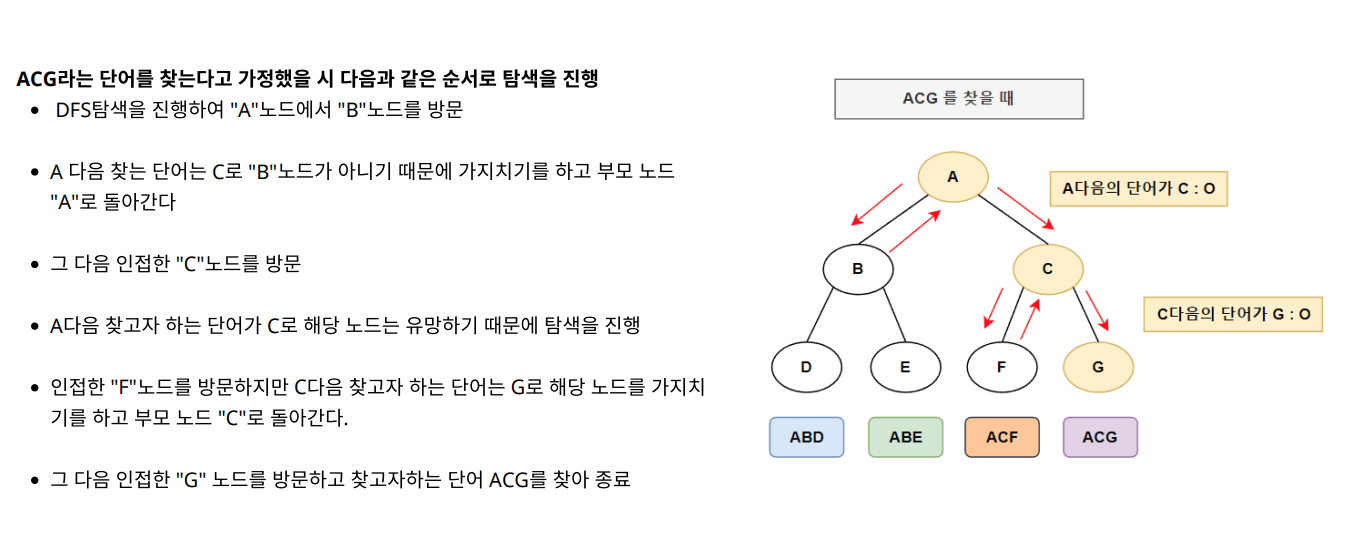 ACG라는 단어를 찾는다고 가정했을 시 다음과 같은 순서로 탐색을 진행
• DFS탐색을 진행하여 "A"노드에서 "B"노드를 방문
• A 다음 찾는 단어는 C로 "B"노드가 아니기 때문에 가지치기를 하고 부모 노드
"A"로 돌아간다
• 그 다음 인접한 "C"노드를 방문
• A다음 찾고자 하는 단어가 C로 해당 노드는 유망하기 때문에 탐색을 진행
• 인접한 "F"노드를 방문하지만 C다음 찾고자 하는 단어는 G로 해당 노드를 가지치
기를 하고 부모 노드 "C"로 돌아간다.
• 그 다음 인접한 "G" 노드를 방문하고 찾고자하는 단어 ACG를 찾아 종료
ACG 를 찾을 때
A
A다음의 단어가 C : O
B
C
C다음의 단어가 G : O
D
E
F
G
ABD
ABE
ACF
ACG